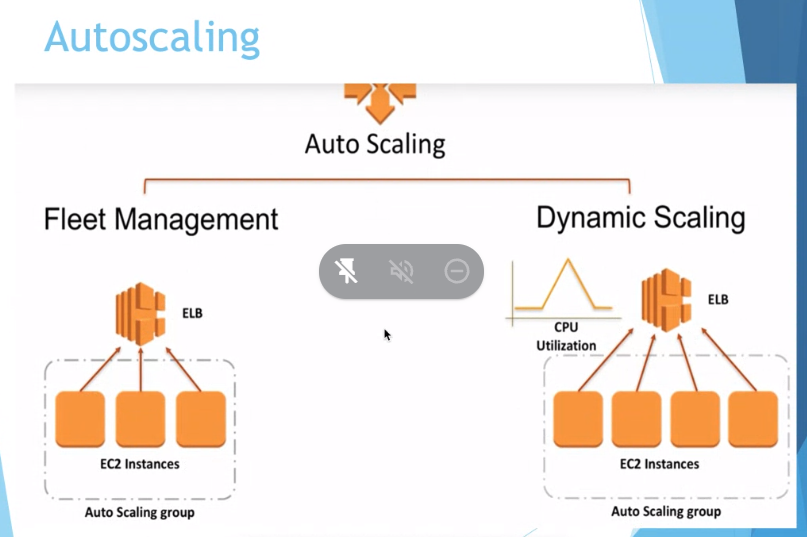 Autoscaling
Auto Scaling
Fleet Management
Dynamic Scaling
ELB
EC2 Instances
Auto Scaling group
CPU
Utilization
ELB
EC2 Instances
Auto Scaling group